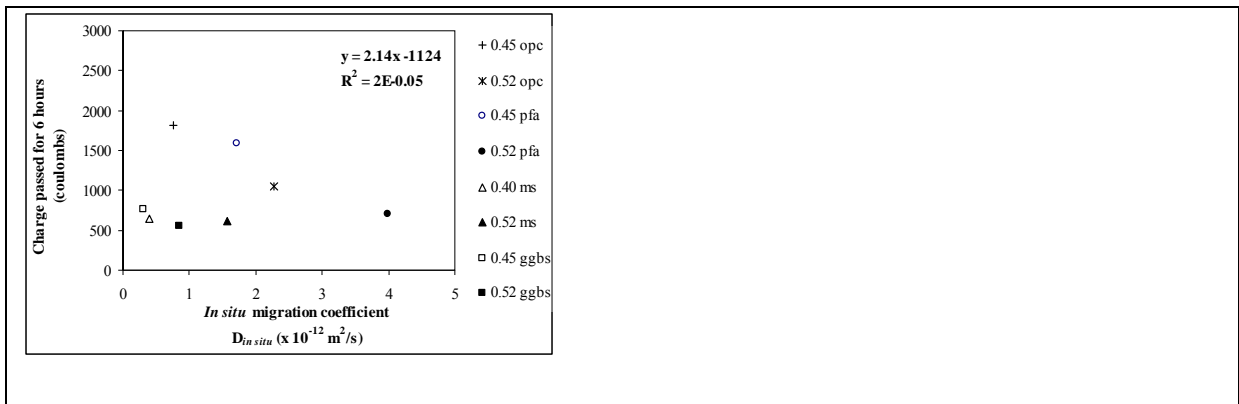 3000
2500
2000
1500
1000
500
0
Charge passed for 6 hours
(coulombs)
y = 2.14x -1124
R² = 2E-0.05
0 1 2 3 4 5
In situ migration coefficient
D in situ (x 10⁻¹² m²/s)
0.45 opc
0.52 opc
0.45 pfa
0.52 pfa
0.40 ms
0.52 ms
0.45 ggbs
0.52 ggbs